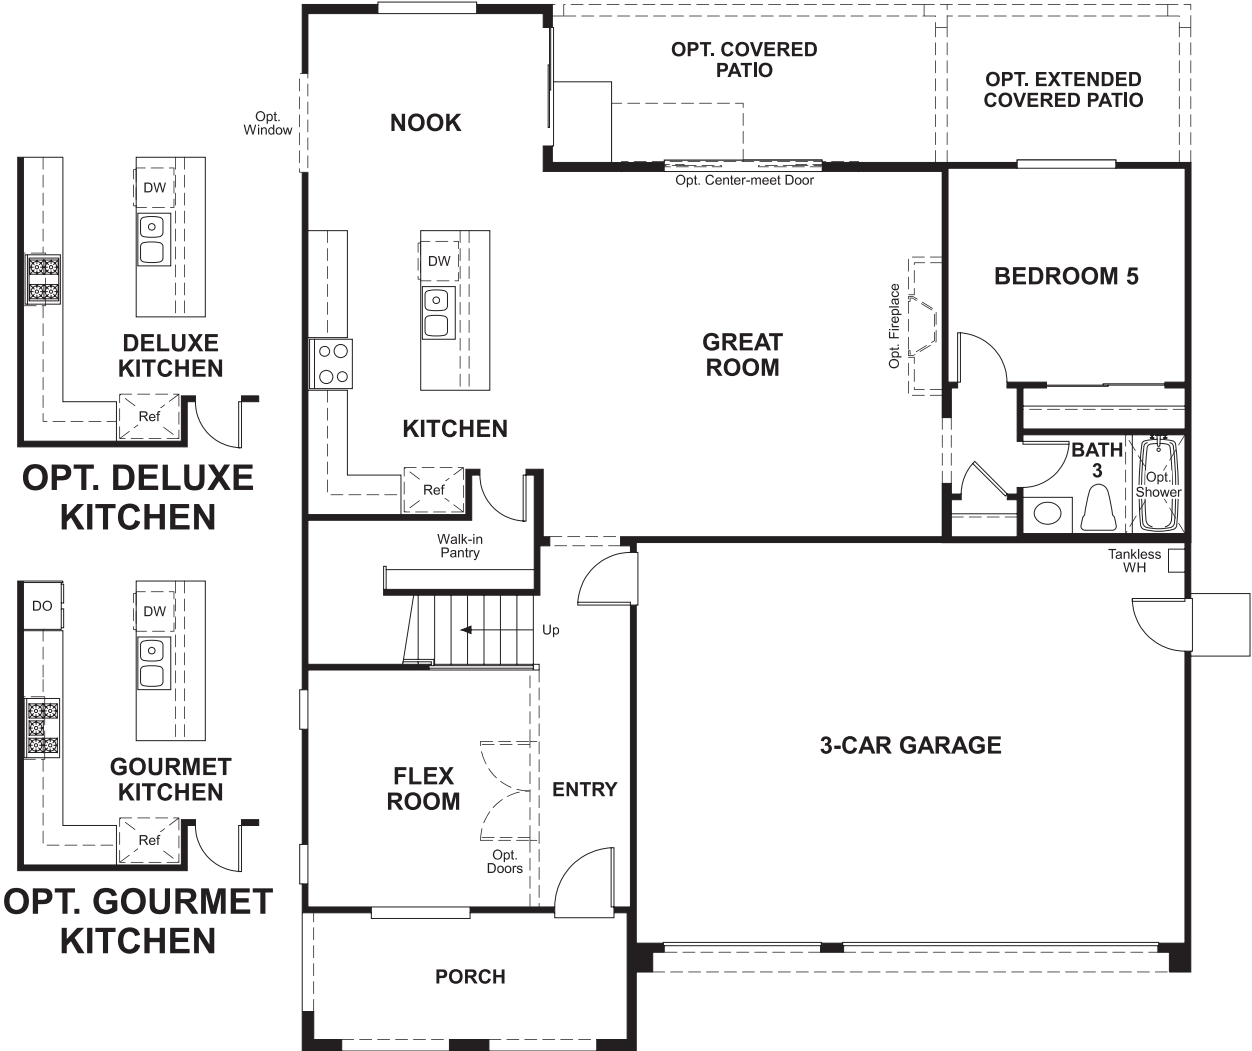 OPT. COVERED
PATIO
OPT. EXTENDED
COVERED PATIO
NOOK
Opt.
Window
Opt. Center-meet Door
DW
DELUXE
KITCHEN
Ref
OPT. DELUXE
KITCHEN
DW
KITCHEN
Ref
GREAT
ROOM
Opt. Fireplace
BEDROOM 5
BATH
3
Opt.
Shower
Walk-in
Pantry
Tankless
WH
Up
DO
DW
GOURMET
KITCHEN
Ref
OPT. GOURMET
KITCHEN
FLEX
ROOM
ENTRY
Opt.
Doors
3-CAR GARAGE
PORCH